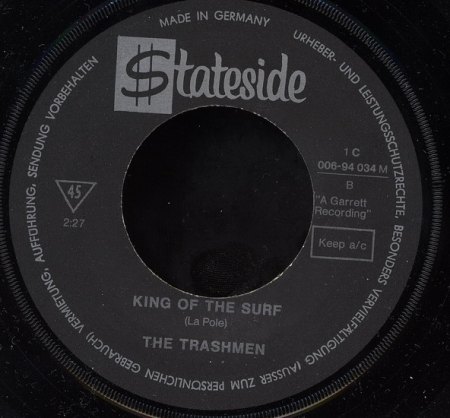 MADE IN GERMANY
URHEBER- UND LEISTUNGSSCHUTZRECHTE, BESONDERS VERVIELFÄLTIGUNG (AUSSER ZUM PERSÖNLICHEN GEBRAUCH) VERMIETUNG, AUFFÜHRUNG, SENDUNG VORBEHALTEN
$tateside
1 C
006-94 034 M
B
"A Garrett
Recording"
Keep a/c
45
2:27
KING OF THE SURF
(La Pole)
THE TRASHMEN